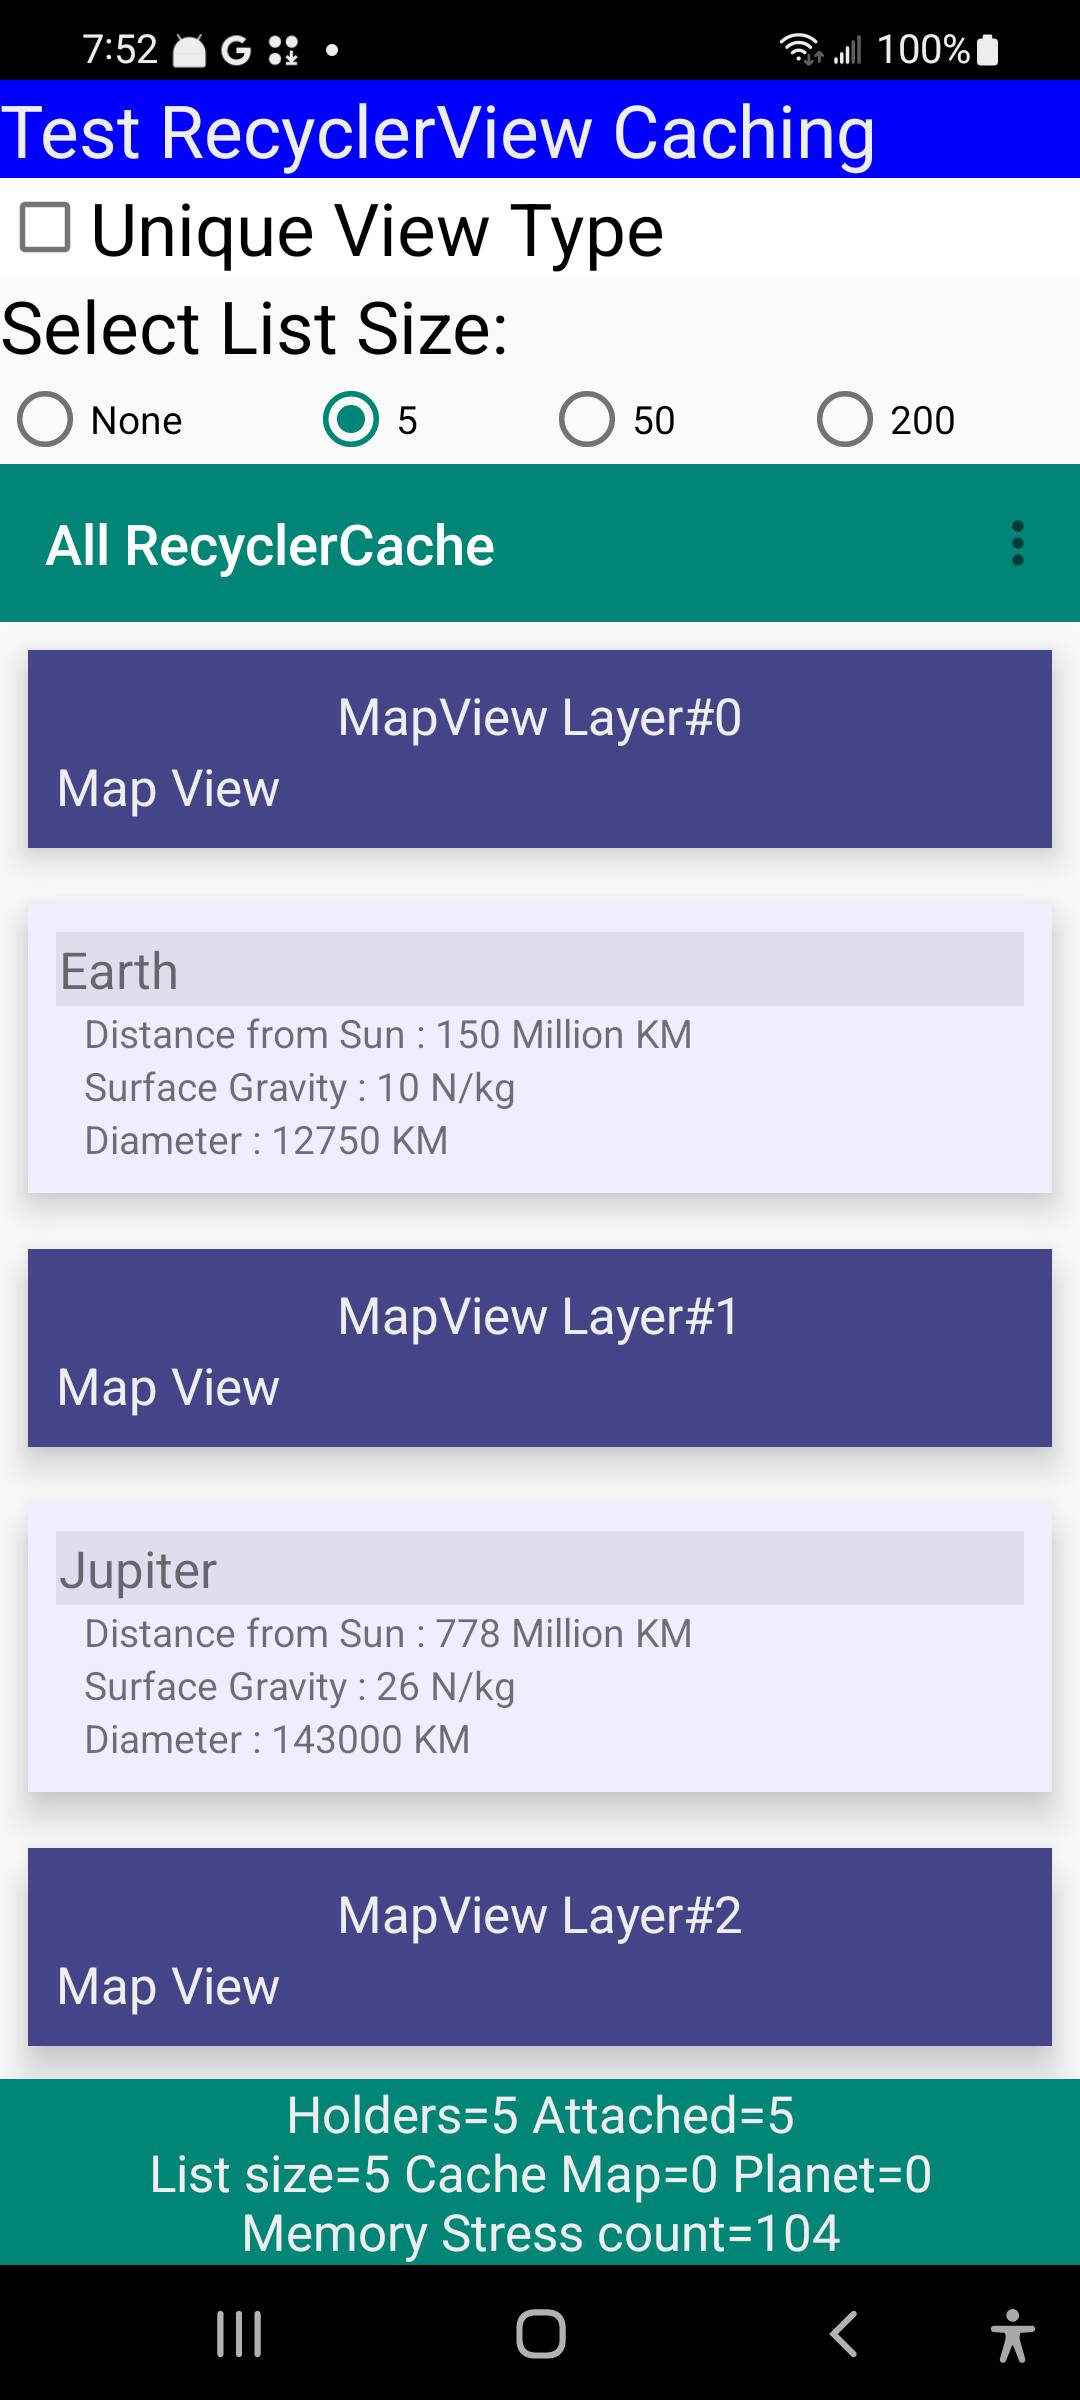 7:52 G 100%
Test RecyclerView Caching
Unique View Type
Select List Size:
None 5 50 200
All RecyclerCache
MapView Layer#0
Map View
Earth
Distance from Sun : 150 Million KM
Surface Gravity : 10 N/kg
Diameter : 12750 KM
MapView Layer#1
Map View
Jupiter
Distance from Sun : 778 Million KM
Surface Gravity : 26 N/kg
Diameter : 143000 KM
MapView Layer#2
Map View
Holders=5 Attached=5
List size=5 Cache Map=0 Planet=0
Memory Stress count=104